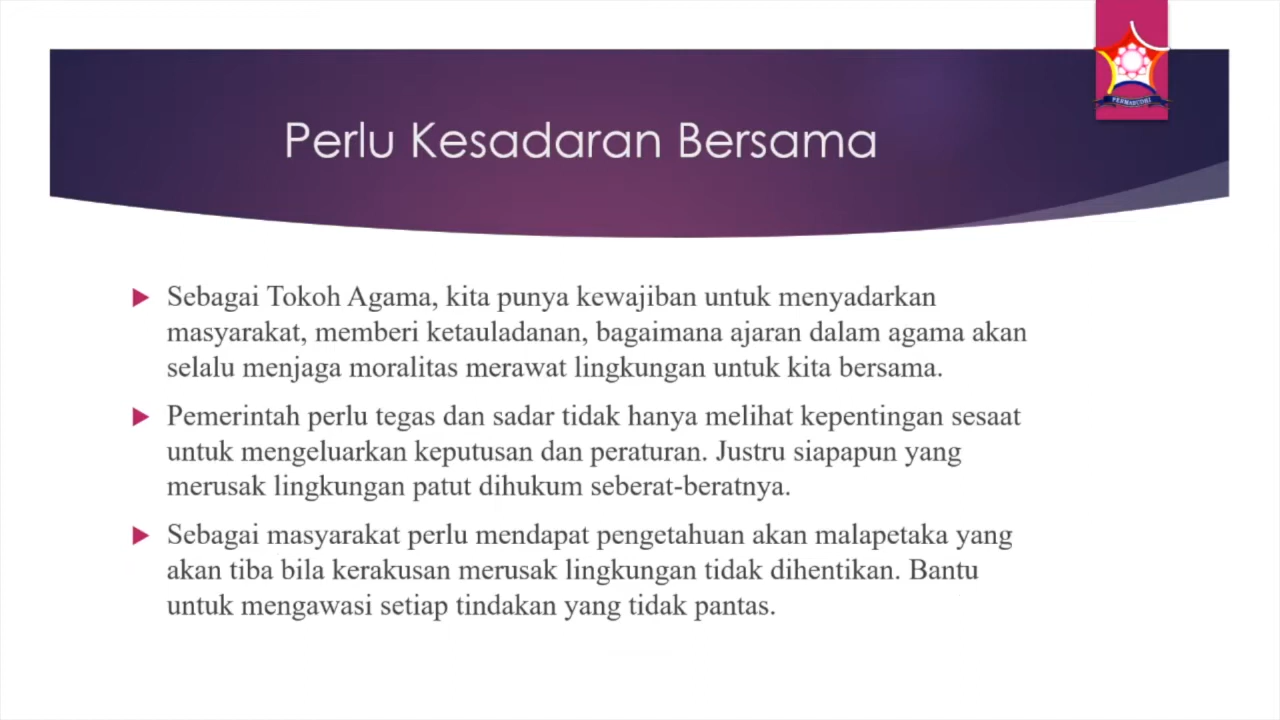 PERMABUDHI
Perlu Kesadaran Bersama
Sebagai Tokoh Agama, kita punya kewajiban untuk menyadarkan
masyarakat, memberi ketauladanan, bagaimana ajaran dalam agama akan
selalu menjaga moralitas merawat lingkungan untuk kita bersama.
Pemerintah perlu tegas dan sadar tidak hanya melihat kepentingan sesaat
untuk mengeluarkan keputusan dan peraturan. Justru siapapun yang
merusak lingkungan patut dihukum seberat-beratnya.
Sebagai masyarakat perlu mendapat pengetahuan akan malapetaka yang
akan tiba bila kerakusan merusak lingkungan tidak dihentikan. Bantu
untuk mengawasi setiap tindakan yang tidak pantas.